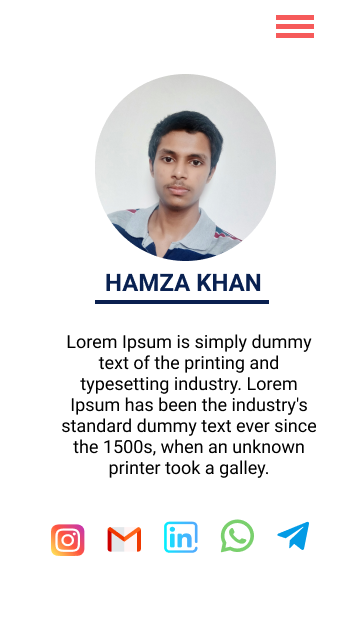 HAMZA KHAN
Lorem Ipsum is simply dummy
text of the printing and
typesetting industry. Lorem
Ipsum has been the industry's
standard dummy text ever since
the 1500s, when an unknown
printer took a galley.
in